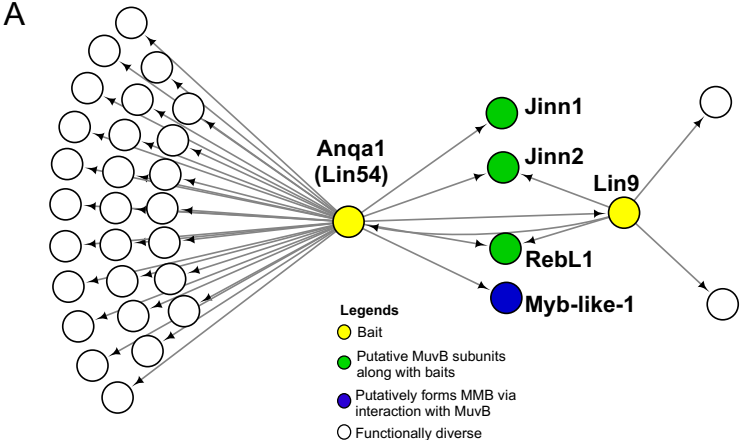 A
Jinn1
Anqa1
(Lin54)
Jinn2
Lin9
RebL1
Myb-like-1
Legends
Bait
Putative MuvB subunits
along with baits
Putatively forms MMB via
interaction with MuvB
Functionally diverse